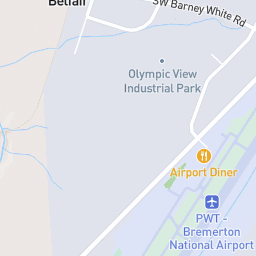 Belfair
SW Barney White Rd
Olympic View
Industrial Park
Airport Diner
PWT -
Bremerton
National Airport